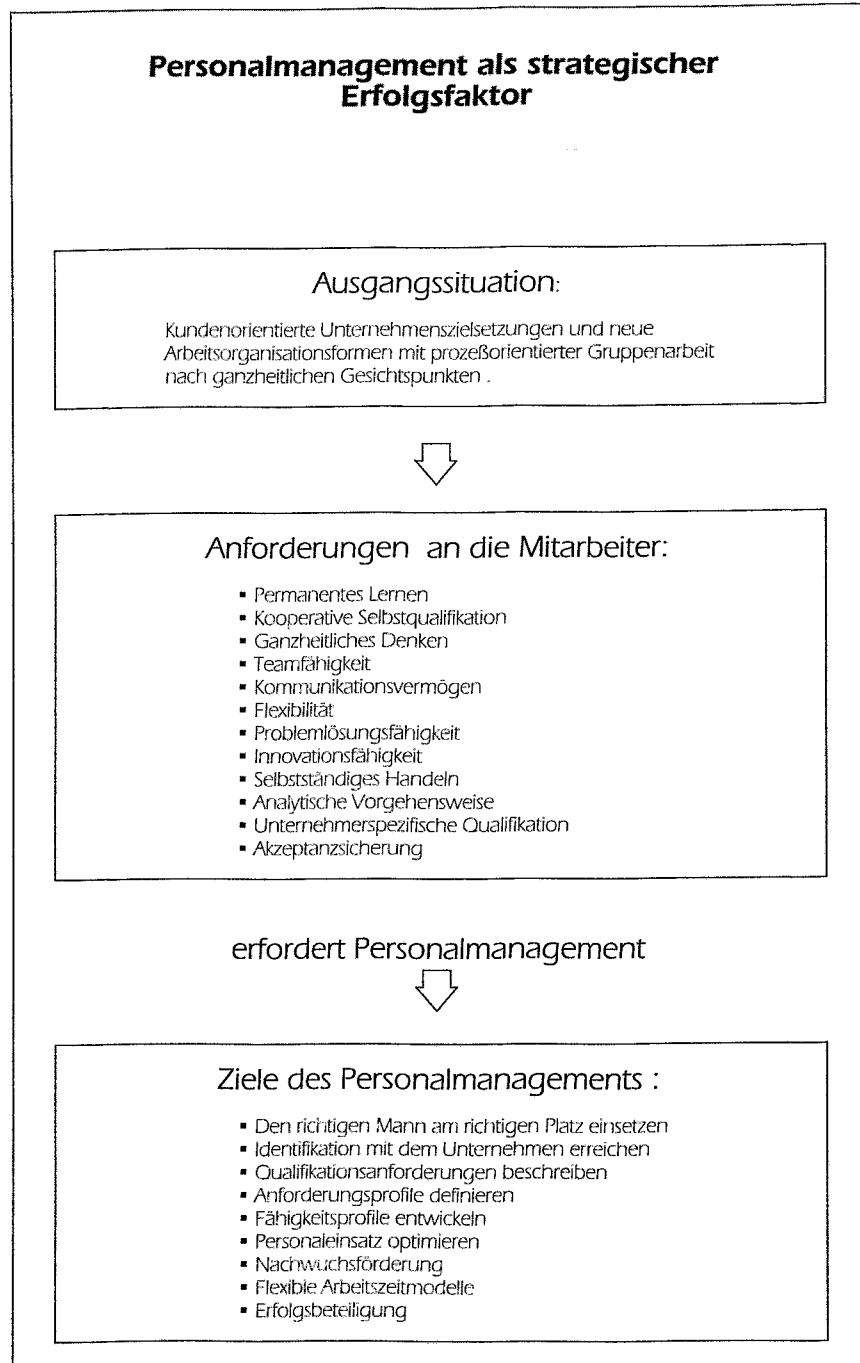 Personalmanagement als strategischer
Erfolgsfaktor
Ausgangssituation:
Kundenorientierte Unternehmenszielsetzungen und neue
Arbeitsorganisationsformen mit prozeßorientierter Gruppenarbeit
nach ganzheitlichen Gesichtspunkten .
Anforderungen an die Mitarbeiter:
▪ Permanentes Lernen
▪ Kooperative Selbstqualifikation
▪ Ganzheitliches Denken
▪ Teamfähigkeit
▪ Kommunikationsvermögen
▪ Flexibilität
▪ Problemlösungsfähigkeit
▪ Innovationsfähigkeit
▪ Selbstständiges Handeln
▪ Analytische Vorgehensweise
▪ Unternehmerspezifische Qualifikation
▪ Akzeptanzsicherung
erfordert Personalmanagement
Ziele des Personalmanagements :
▪ Den richtigen Mann am richtigen Platz einsetzen
▪ Identifikation mit dem Unternehmen erreichen
▪ Qualifikationsanforderungen beschreiben
▪ Anforderungsprofile definieren
▪ Fähigkeitsprofile entwickeln
▪ Personaleinsatz optimieren
▪ Nachwuchsförderung
▪ Flexible Arbeitszeitmodelle
▪ Erfolgsbeteiligung